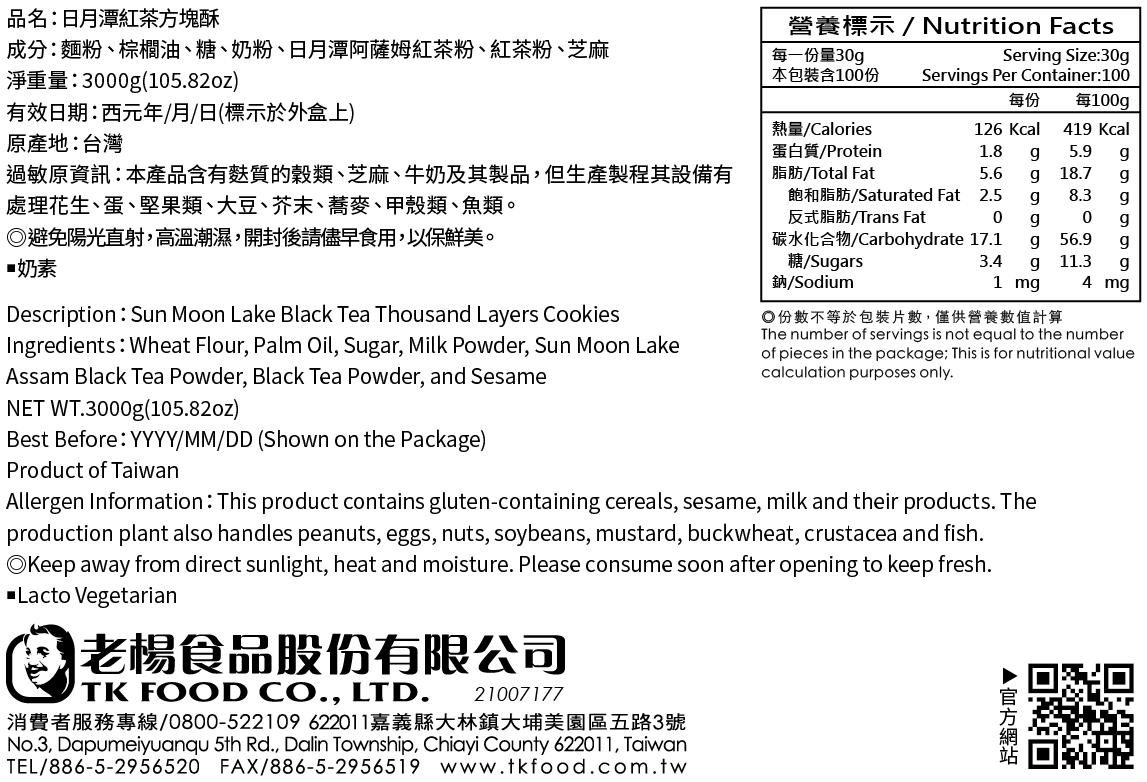 品名：日月潭紅茶方塊酥
成分：麵粉、棕櫚油、糖、奶粉、日月潭阿薩姆紅茶粉、紅茶粉、芝麻
淨重量：3000g(105.82oz)
有效日期：西元年/月/日(標示於外盒上)
原產地：台灣
過敏原資訊：本產品含有麩質的穀類、芝麻、牛奶及其製品，但生產製程其設備有
處理花生、蛋、堅果類、大豆、芥末、蕎麥、甲殼類、魚類。
◎避免陽光直射，高溫潮濕，開封後請儘早食用，以保鮮美。
▪奶素
Description：Sun Moon Lake Black Tea Thousand Layers Cookies
Ingredients：Wheat Flour, Palm Oil, Sugar, Milk Powder, Sun Moon Lake
Assam Black Tea Powder, Black Tea Powder, and Sesame
NET WT.3000g(105.82oz)
Best Before：YYYY/MM/DD (Shown on the Package)
Product of Taiwan
Allergen Information：This product contains gluten-containing cereals, sesame, milk and their products. The
production plant also handles peanuts, eggs, nuts, soybeans, mustard, buckwheat, crustacea and fish.
◎Keep away from direct sunlight, heat and moisture. Please consume soon after opening to keep fresh.
▪Lacto Vegetarian
營養標示 / Nutrition Facts
每一份量30g Serving Size:30g
本包裝含100份 Servings Per Container:100
每份 每100g
熱量/Calories 126 Kcal 419 Kcal
蛋白質/Protein 1.8 g 5.9 g
脂肪/Total Fat 5.6 g 18.7 g
飽和脂肪/Saturated Fat 2.5 g 8.3 g
反式脂肪/Trans Fat 0 g 0 g
碳水化合物/Carbohydrate 17.1 g 56.9 g
糖/Sugars 3.4 g 11.3 g
鈉/Sodium 1 mg 4 mg
◎份數不等於包裝片數，僅供營養數值計算
The number of servings is not equal to the number
of pieces in the package; This is for nutritional value
calculation purposes only.
老楊食品股份有限公司
TK FOOD CO., LTD. 21007177
消費者服務專線/0800-522109 622011嘉義縣大林鎮大埔美園區五路3號
No.3, Dapumeiyuanqu 5th Rd., Dalin Township, Chiayi County 622011, Taiwan
TEL/886-5-2956520 FAX/886-5-2956519 www.tkfood.com.tw
▶官方網站